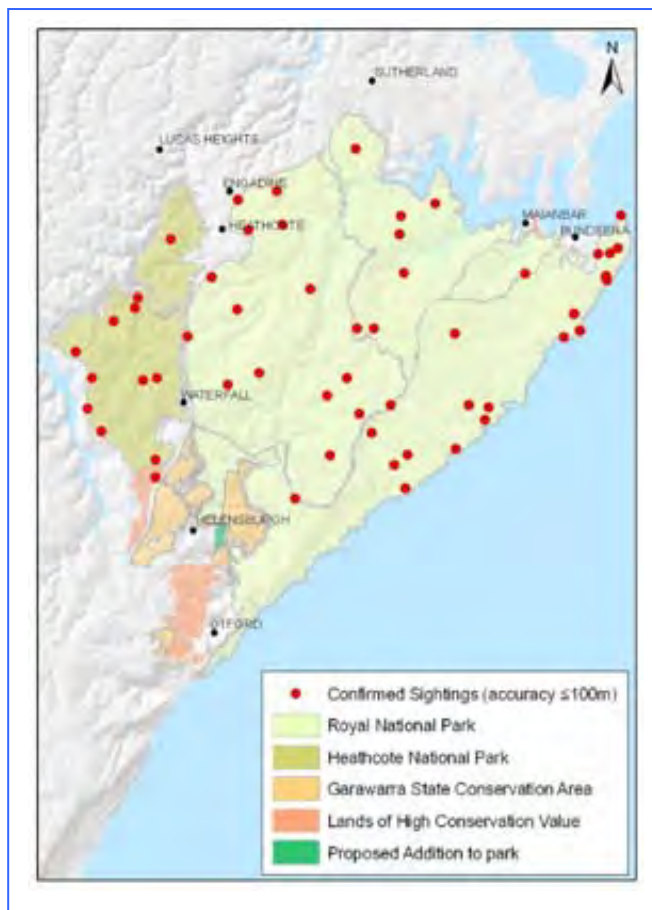 N
SUTHERLAND
LUCAS HEIGHTS
ENGADINE
HEATHCOTE
MAIANBAR
BUNDEENA
WATERFALL
HELENSBURGH
OTFORD
Confirmed Sightings (accuracy ≤100m)
Royal National Park
Heathcote National Park
Garawarra State Conservation Area
Lands of High Conservation Value
Proposed Addition to park